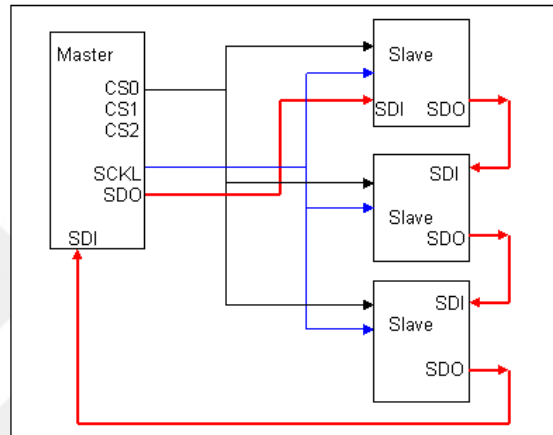 Master
CS0
CS1
CS2
SCKL
SDO
SDI
Slave
SDI SDO
SDI
Slave
SDO
SDI
Slave
SDO